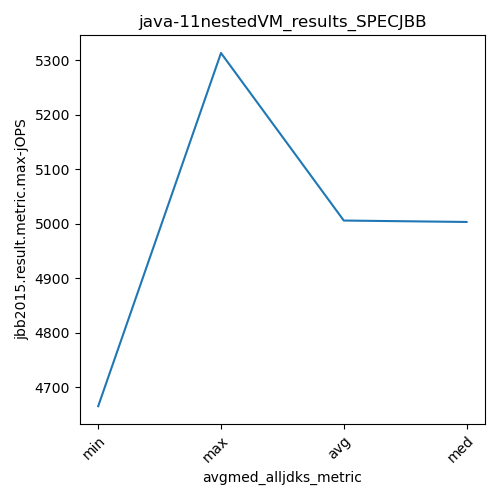 java-11nestedVM_results_SPECJBB
jbb2015.result.metric.max-jOPS
5300
5200
5100
5000
4900
4800
4700
min
max
avg
med
avgmed_alljdks_metric